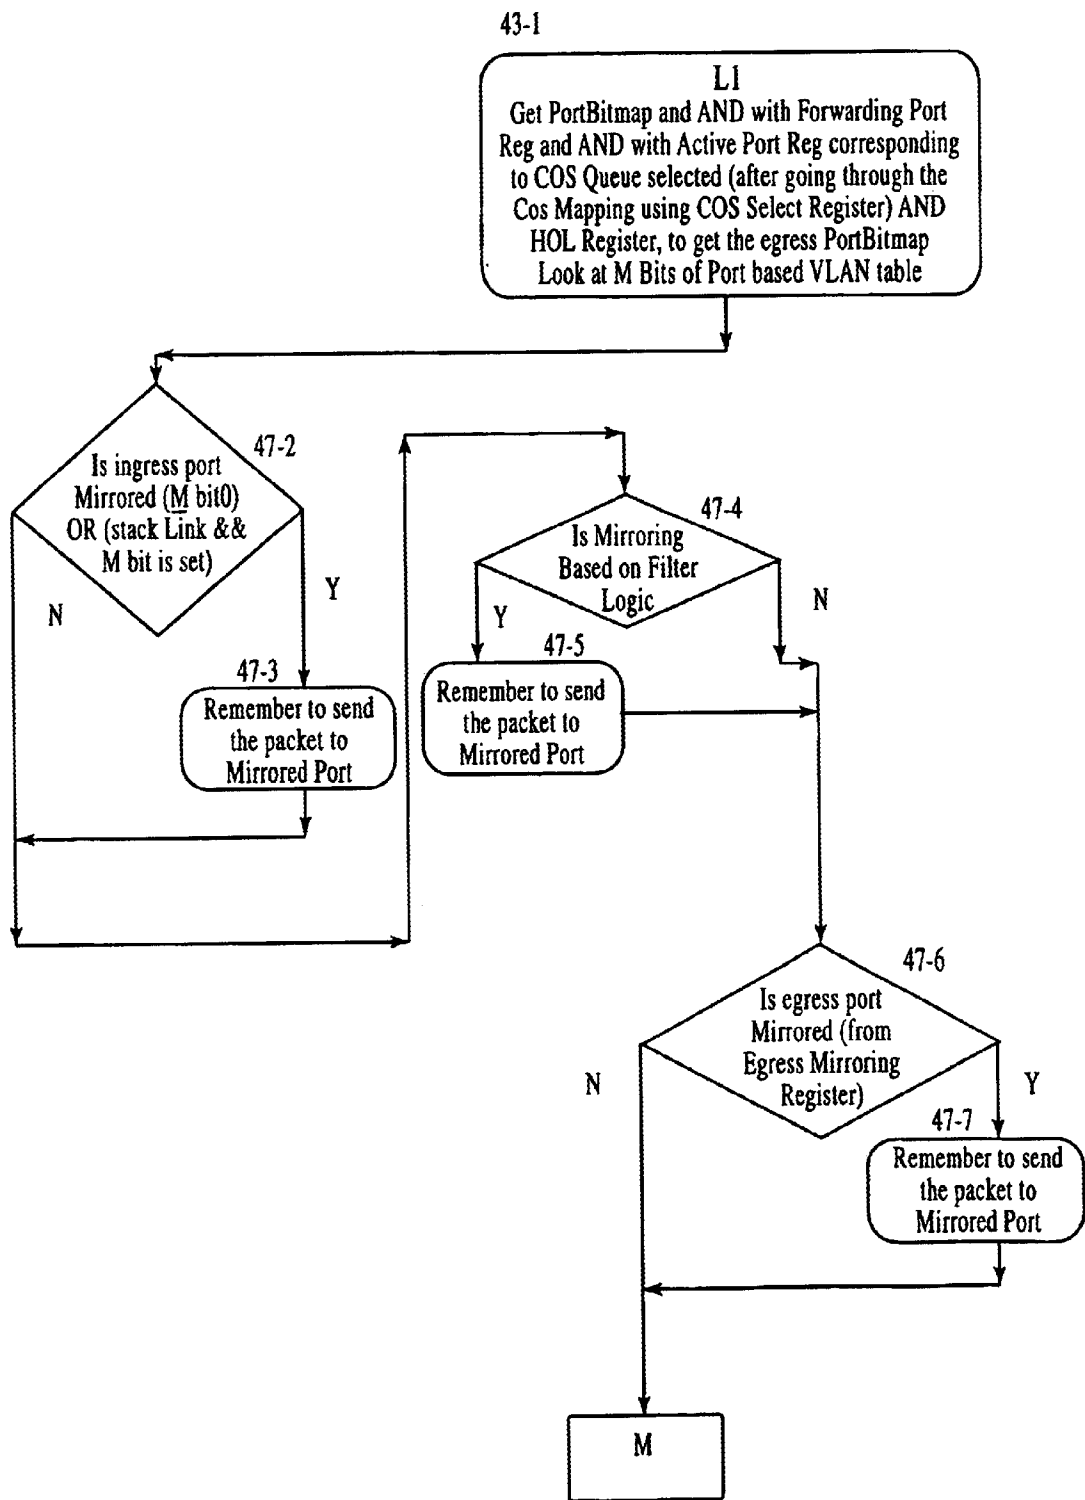 43-1
L1
Get PortBitmap and AND with Forwarding Port
Reg and AND with Active Port Reg corresponding
to COS Queue selected (after going through the
Cos Mapping using COS Select Register) AND
HOL Register, to get the egress PortBitmap
Look at M Bits of Port based VLAN table
47-2
Is ingress port
Mirrored (M bit0)
OR (stack Link &&
M bit is set)
N
Y
47-3
Remember to send
the packet to
Mirrored Port
47-4
Is Mirroring
Based on Filter
Logic
Y
N
47-5
Remember to send
the packet to
Mirrored Port
47-6
Is egress port
Mirrored (from
Egress Mirroring
Register)
N
Y
47-7
Remember to send
the packet to
Mirrored Port
M